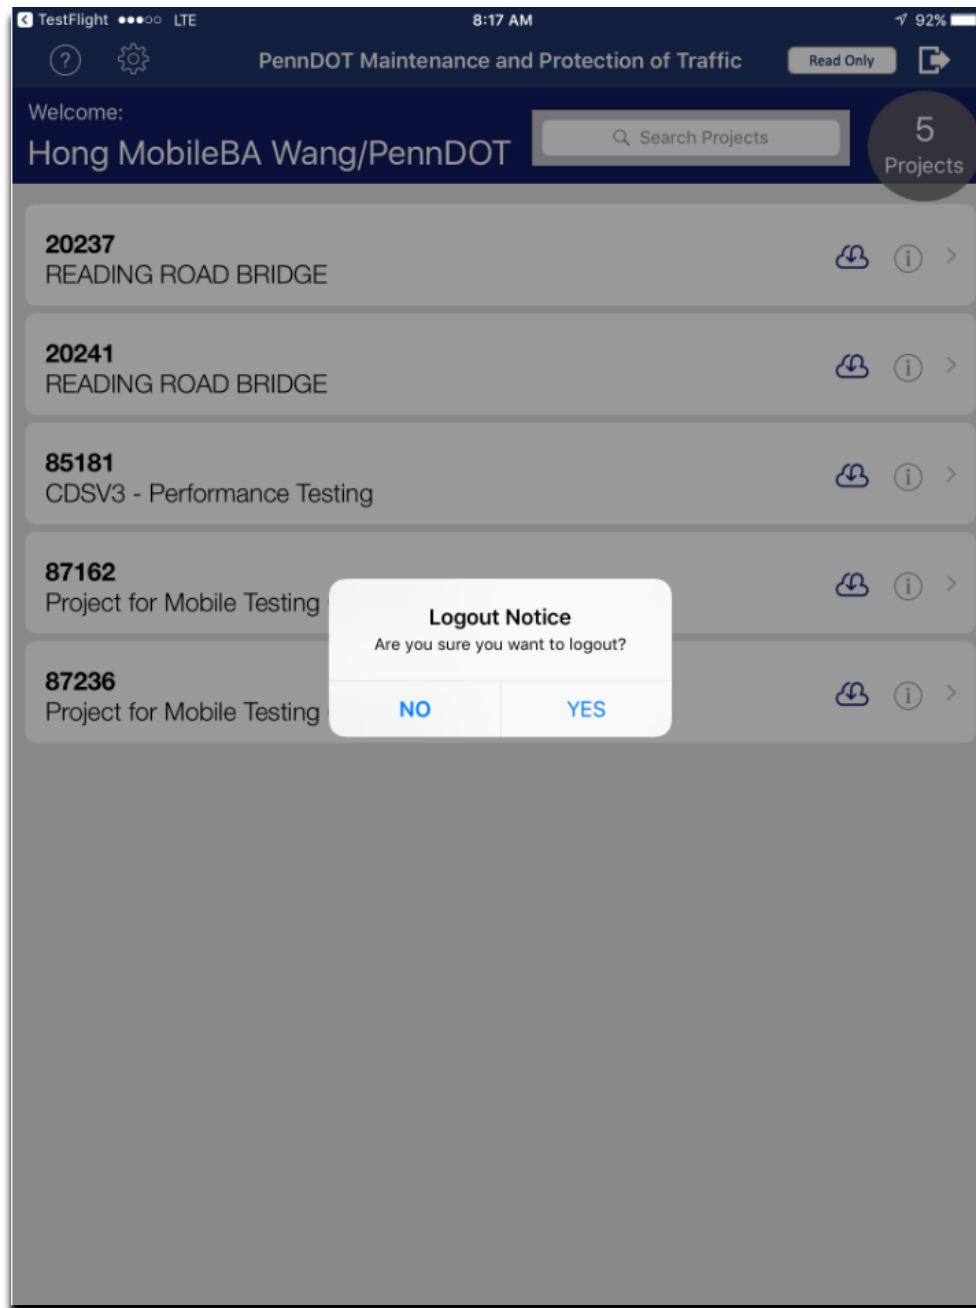 TestFlight LTE 8:17 AM 92%
PennDOT Maintenance and Protection of Traffic Read Only
Welcome:
Hong MobileBA Wang/PennDOT
Search Projects
5
Projects
20237
READING ROAD BRIDGE
20241
READING ROAD BRIDGE
85181
CDSV3 - Performance Testing
87162
Project for Mobile Testing
87236
Project for Mobile Testing
Logout Notice
Are you sure you want to logout?
NO YES